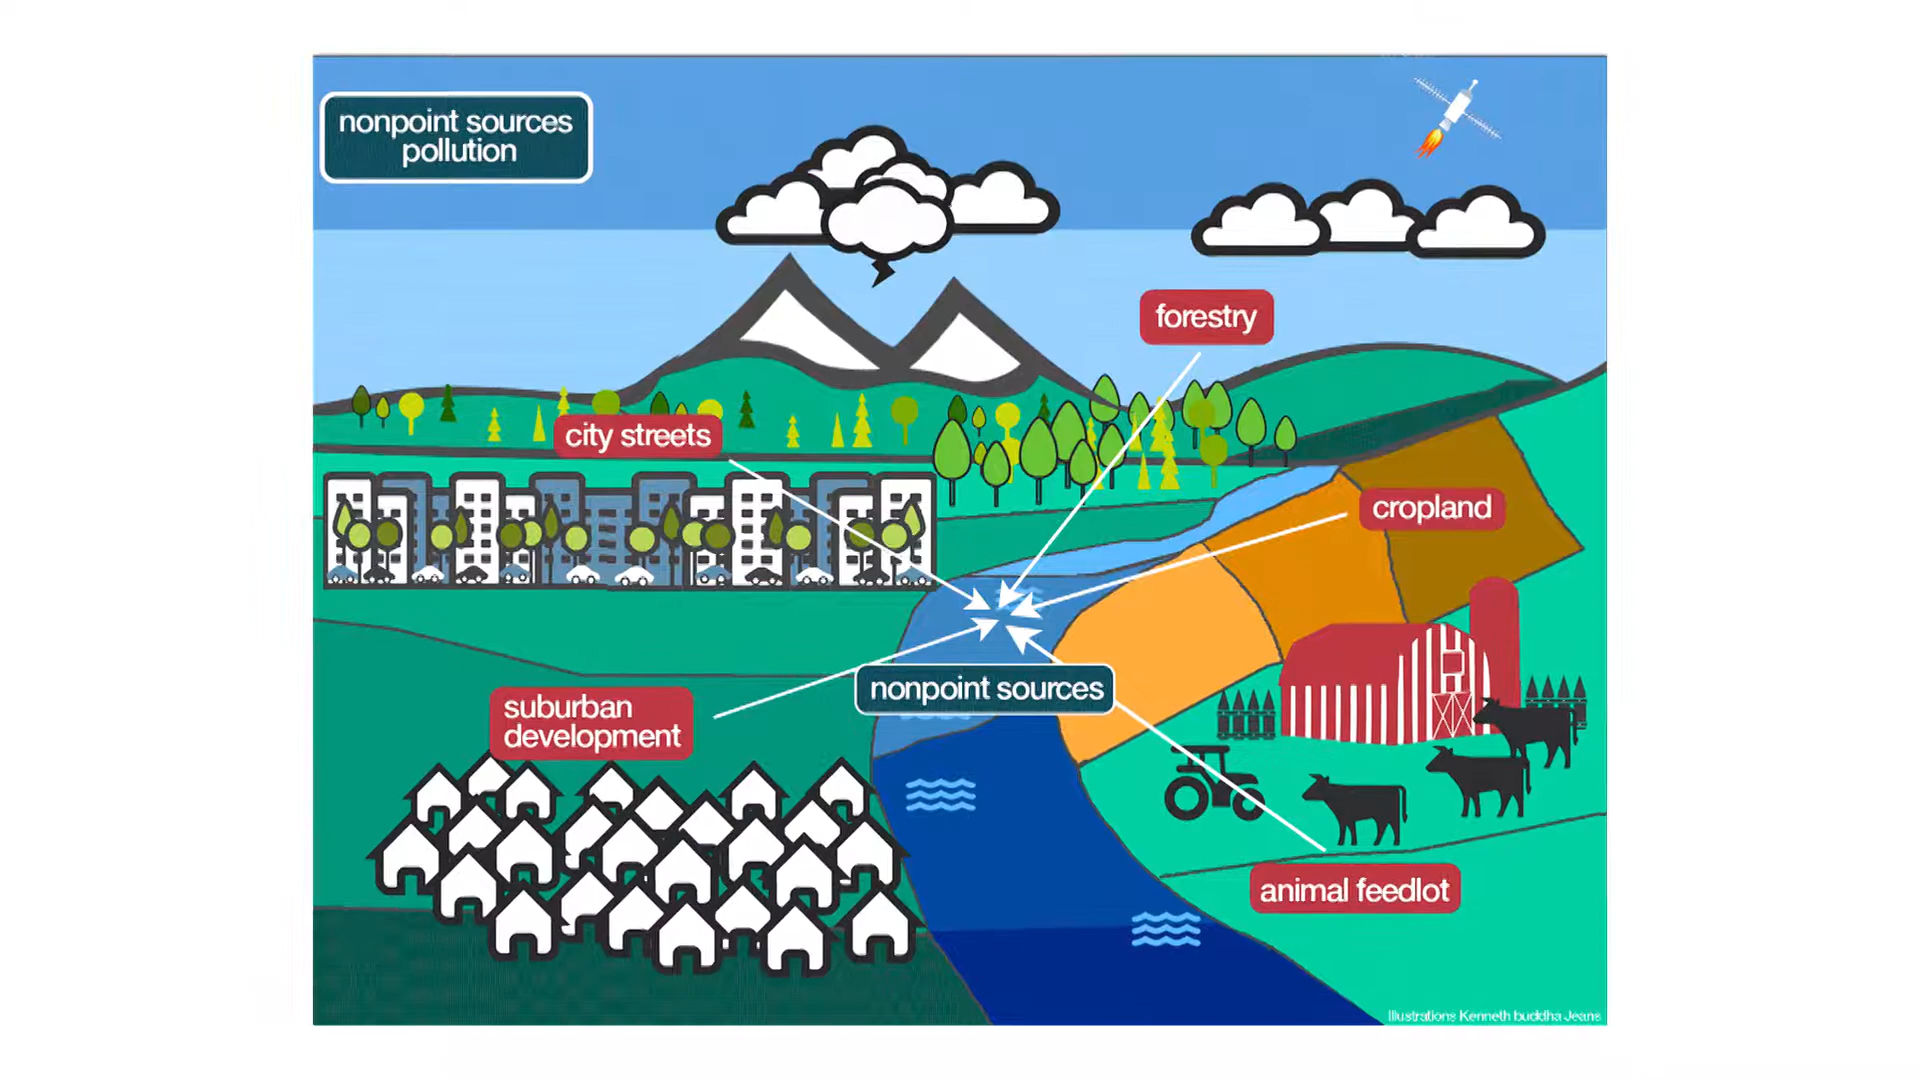 nonpoint sources
pollution
forestry
city streets
cropland
nonpoint sources
suburban
development
animal feedlot
Illustrations Kenneth buddha Jeans